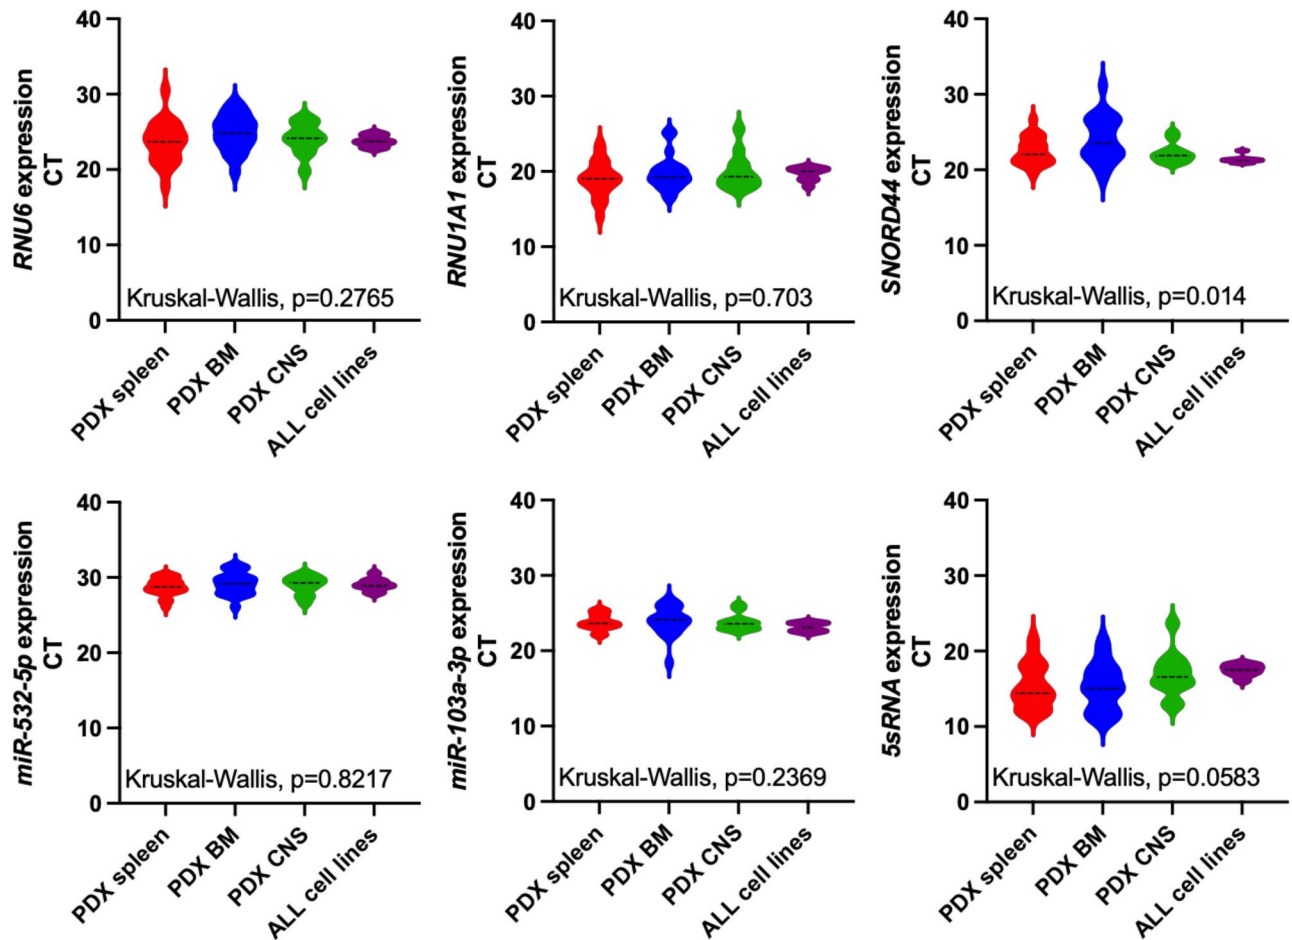 40
30
20
10
0
RNU6 expression
CT
Kruskal-Wallis, p=0.2765
PDX spleen
PDX BM
PDX CNS
ALL cell lines
40
30
20
10
0
RNU1A1 expression
CT
Kruskal-Wallis, p=0.703
PDX spleen
PDX BM
PDX CNS
ALL cell lines
40
30
20
10
0
SNORD44 expression
CT
Kruskal-Wallis, p=0.014
PDX spleen
PDX BM
PDX CNS
ALL cell lines
40
30
20
10
0
miR-532-5p expression
CT
Kruskal-Wallis, p=0.8217
PDX spleen
PDX BM
PDX CNS
ALL cell lines
40
30
20
10
0
miR-103a-3p expression
CT
Kruskal-Wallis, p=0.2369
PDX spleen
PDX BM
PDX CNS
ALL cell lines
40
30
20
10
0
5sRNA expression
CT
Kruskal-Wallis, p=0.0583
PDX spleen
PDX BM
PDX CNS
ALL cell lines